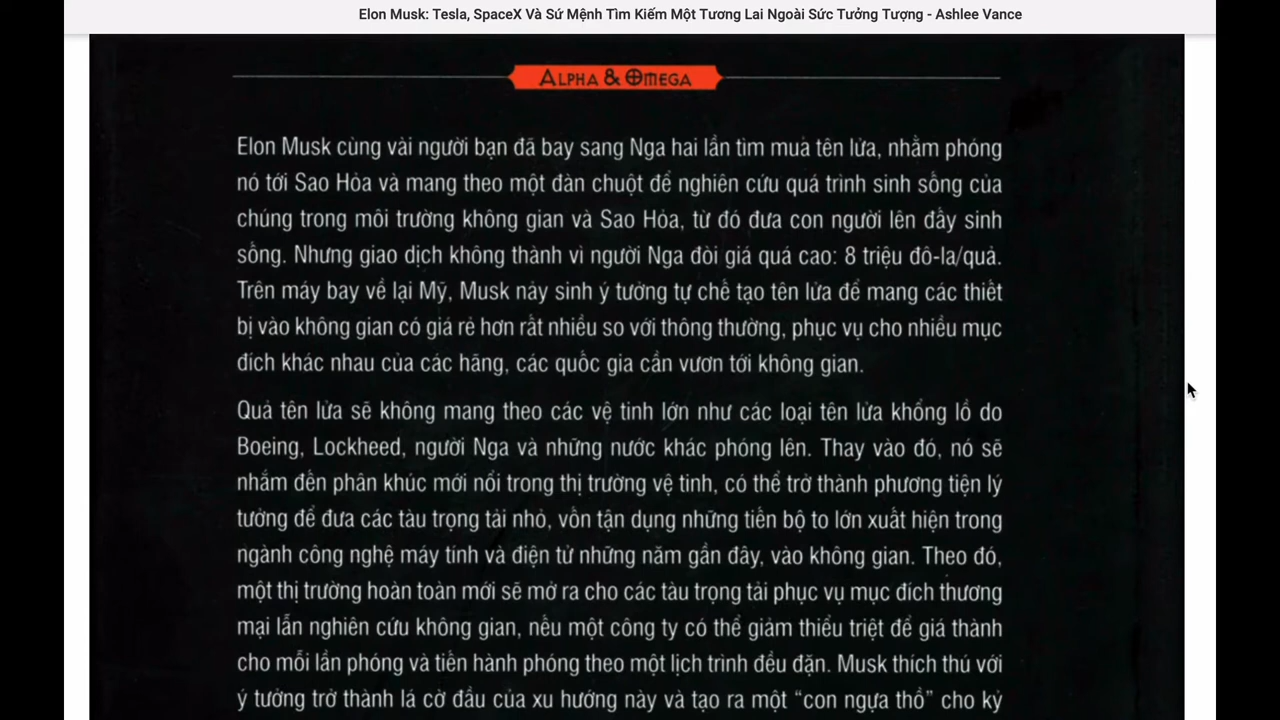 Elon Musk: Tesla, SpaceX Và Sứ Mệnh Tìm Kiếm Một Tương Lai Ngoài Sức Tưởng Tượng - Ashlee Vance
ALPHA & OMEGA
Elon Musk cùng vài người bạn đã bay sang Nga hai lần tìm mua tên lửa, nhằm phóng
nó tới Sao Hỏa và mang theo một đàn chuột để nghiên cứu quá trình sinh sống của
chúng trong môi trường không gian và Sao Hỏa, từ đó đưa con người lên đấy sinh
sống. Nhưng giao dịch không thành vì người Nga đòi giá quá cao: 8 triệu đô-la/quả.
Trên máy bay về lại Mỹ, Musk nảy sinh ý tưởng tự chế tạo tên lửa để mang các thiết
bị vào không gian có giá rẻ hơn rất nhiều so với thông thường, phục vụ cho nhiều mục
đích khác nhau của các hãng, các quốc gia cần vươn tới không gian.
Quả tên lửa sẽ không mang theo các vệ tinh lớn như các loại tên lửa khổng lồ do
Boeing, Lockheed, người Nga và những nước khác phóng lên. Thay vào đó, nó sẽ
nhắm đến phân khúc mới nổi trong thị trường vệ tinh, có thể trở thành phương tiện lý
tưởng để đưa các tàu trọng tải nhỏ, vốn tận dụng những tiến bộ to lớn xuất hiện trong
ngành công nghệ máy tính và điện tử những năm gần đây, vào không gian. Theo đó,
một thị trường hoàn toàn mới sẽ mở ra cho các tàu trọng tải phục vụ mục đích thương
mại lẫn nghiên cứu không gian, nếu một công ty có thể giảm thiểu triệt để giá thành
cho mỗi lần phóng và tiến hành phóng theo một lịch trình đều đặn. Musk thích thú với
ý tưởng trở thành lá cờ đầu của xu hướng này và tạo ra một “con ngựa thồ” cho kỷ